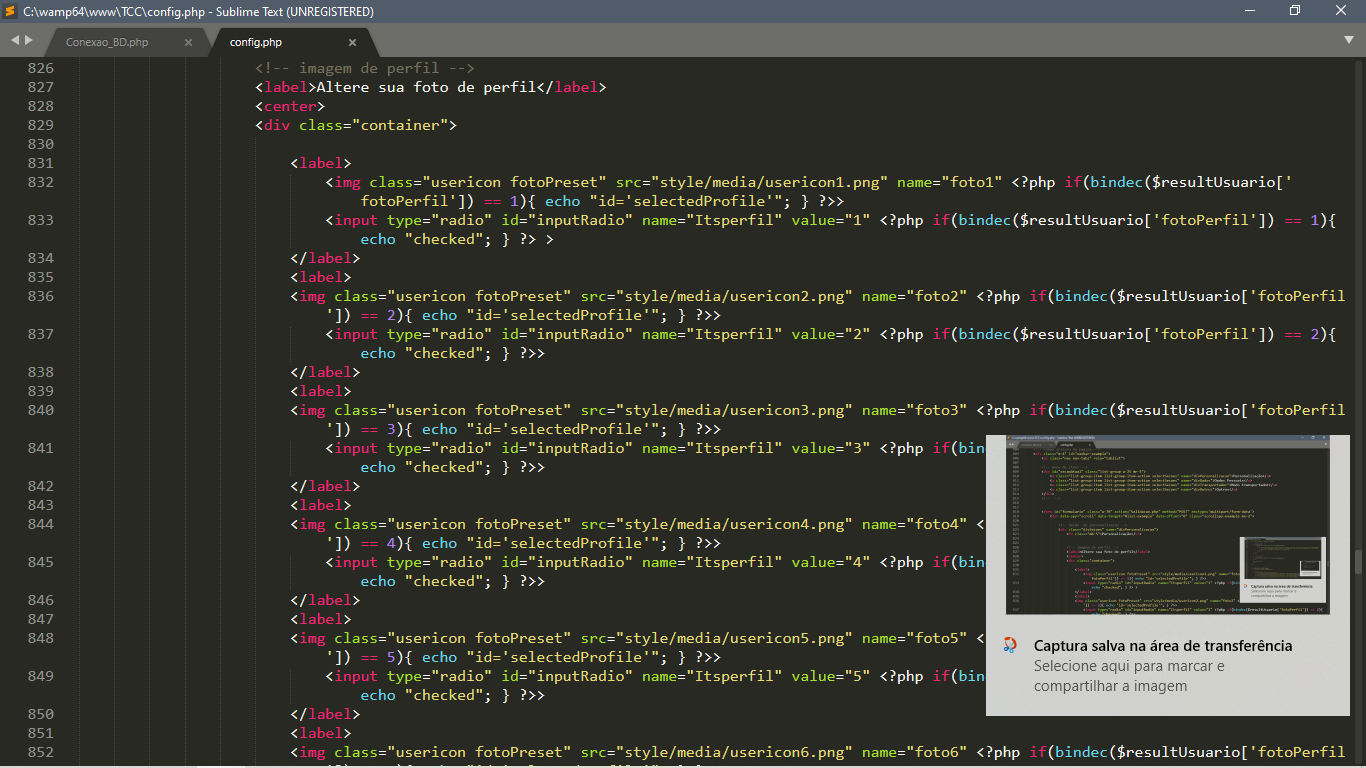 C:\wamp64\www\TCC\config.php - Sublime Text (UNREGISTERED)
Conexao_BD.php
config.php
826 <!-- imagem de perfil -->
827 <label>Altere sua foto de perfil</label>
828 <center>
829 <div class="container">
830
831 <label>
832 <img class="usericon fotoPreset" src="style/media/usericon1.png" name="foto1" <?php if(bindec($resultUsuario['
fotoPerfil']) == 1){ echo "id='selectedProfile'"; } ?>>
833 <input type="radio" id="inputRadio" name="Itsperfil" value="1" <?php if(bindec($resultUsuario['fotoPerfil']) == 1){
echo "checked"; } ?> >
834 </label>
835 <label>
836 <img class="usericon fotoPreset" src="style/media/usericon2.png" name="foto2" <?php if(bindec($resultUsuario['fotoPerfil
']) == 2){ echo "id='selectedProfile'"; } ?>>
837 <input type="radio" id="inputRadio" name="Itsperfil" value="2" <?php if(bindec($resultUsuario['fotoPerfil']) == 2){
echo "checked"; } ?>>
838 </label>
839 <label>
840 <img class="usericon fotoPreset" src="style/media/usericon3.png" name="foto3" <?php if(bindec($resultUsuario['fotoPerfil
']) == 3){ echo "id='selectedProfile'"; } ?>>
841 <input type="radio" id="inputRadio" name="Itsperfil" value="3" <?php if(bin
echo "checked"; } ?>>
842 </label>
843 <label>
844 <img class="usericon fotoPreset" src="style/media/usericon4.png" name="foto4" <
']) == 4){ echo "id='selectedProfile'"; } ?>>
845 <input type="radio" id="inputRadio" name="Itsperfil" value="4" <?php if(bin
echo "checked"; } ?>>
846 </label>
847 <label>
848 <img class="usericon fotoPreset" src="style/media/usericon5.png" name="foto5" <
']) == 5){ echo "id='selectedProfile'"; } ?>>
849 <input type="radio" id="inputRadio" name="Itsperfil" value="5" <?php if(bin
echo "checked"; } ?>>
850 </label>
851 <label>
852 <img class="usericon fotoPreset" src="style/media/usericon6.png" name="foto6" <?php if(bindec($resultUsuario['fotoPerfil
Captura salva na área de transferência
Selecione aqui para marcar e
compartilhar a imagem